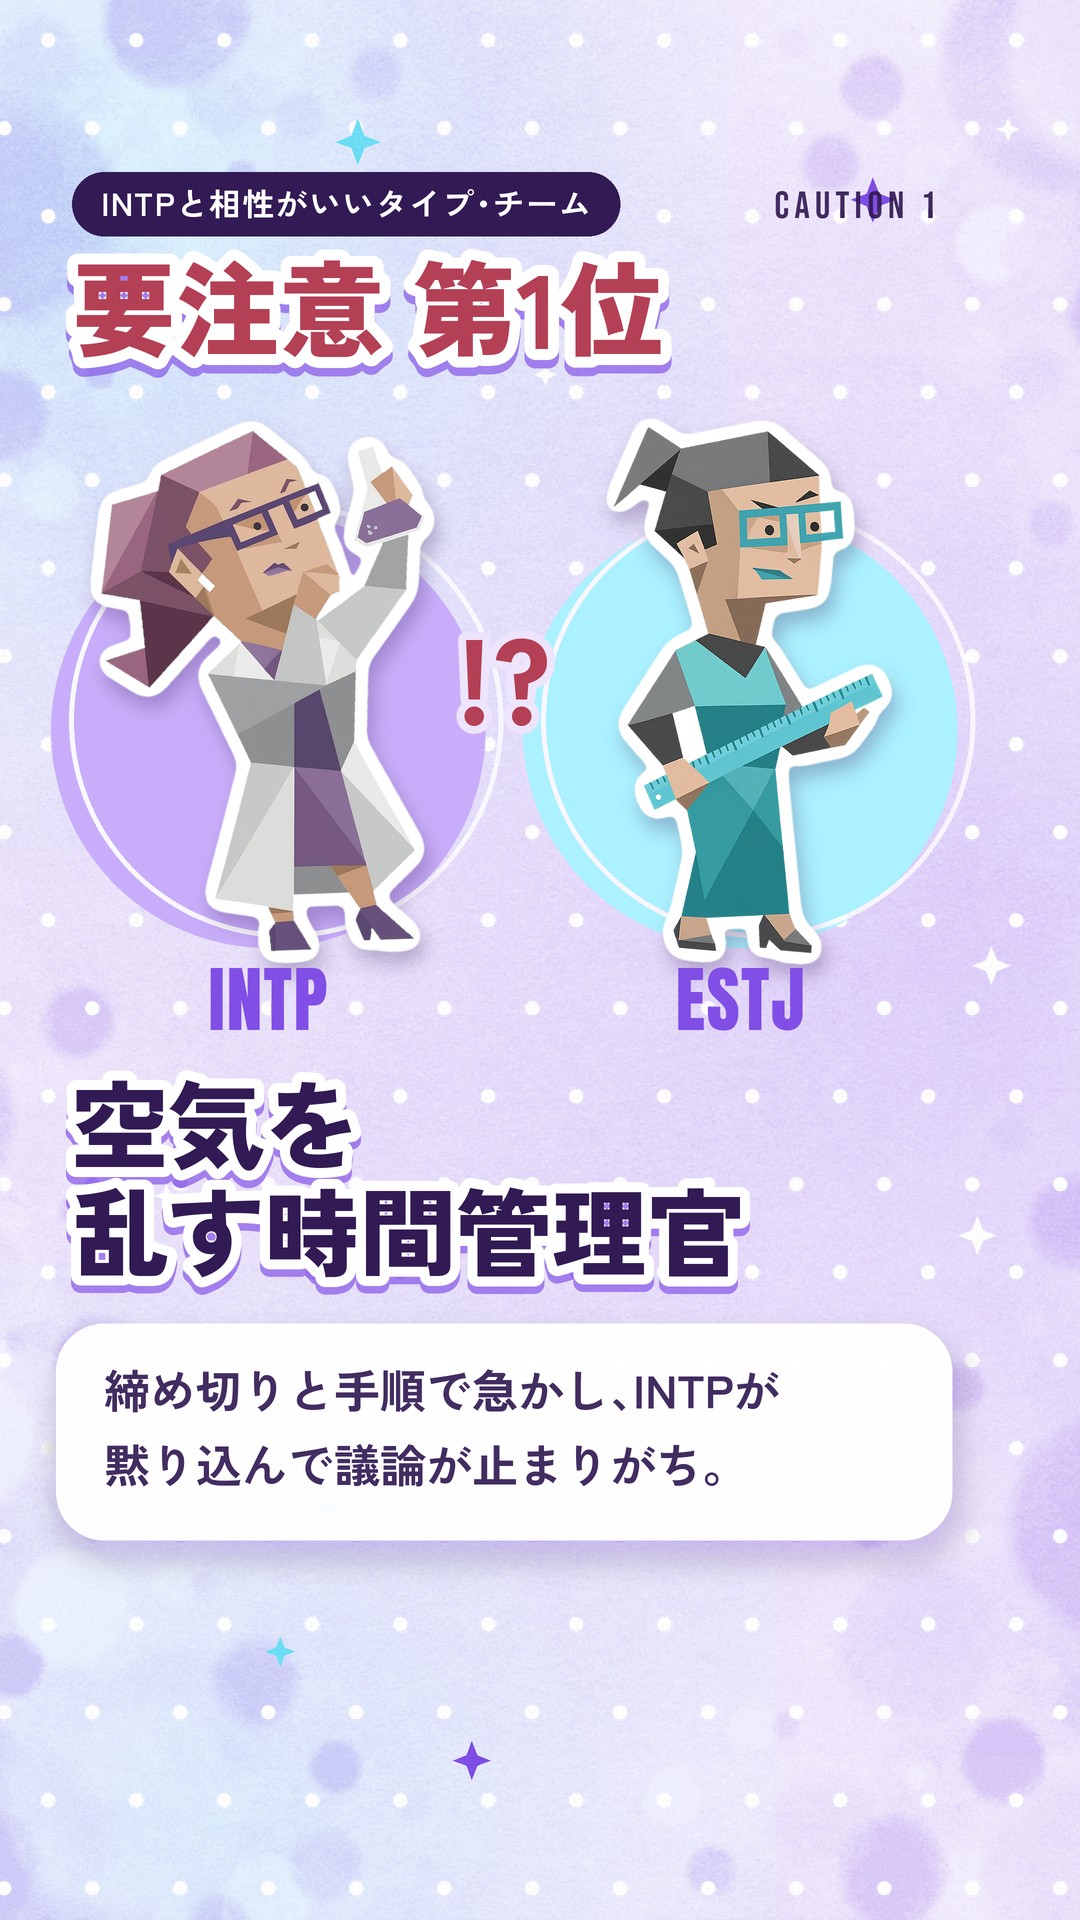 INTPと相性がいいタイプ・チーム
CAUTION 1
要注意 第1位
!?
INTP
ESTJ
空気を
乱す時間管理官
締め切りと手順で急かし、INTPが
黙り込んで議論が止まりがち。